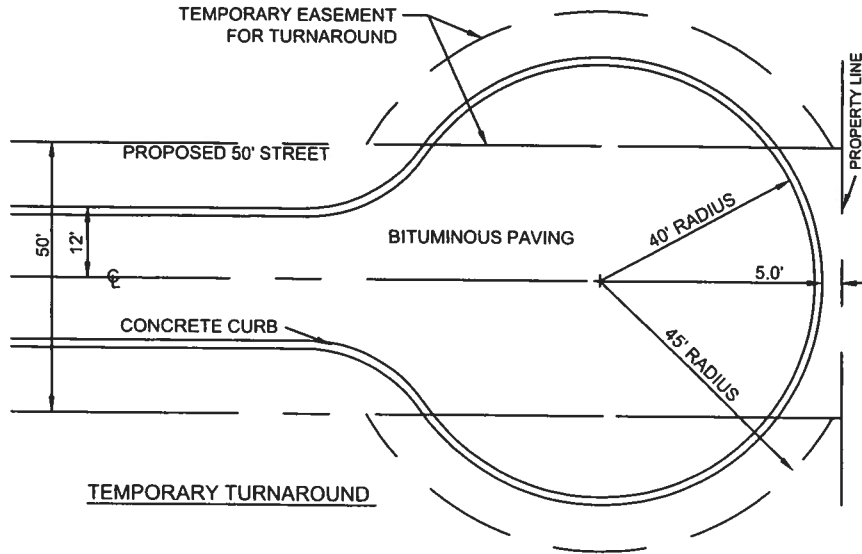 TEMPORARY EASEMENT
FOR TURNAROUND
PROPERTY LINE
PROPOSED 50' STREET
50'
12'
BITUMINOUS PAVING
40' RADIUS
℄
5.0'
CONCRETE CURB
45' RADIUS
TEMPORARY TURNAROUND